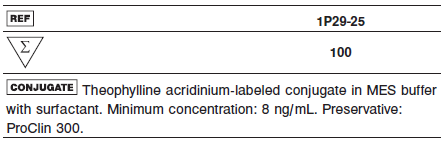 REF 1P29-25
Σ 100
CONJUGATE Theophylline acridinium-labeled conjugate in MES buffer
with surfactant. Minimum concentration: 8 ng/mL. Preservative:
ProClin 300.